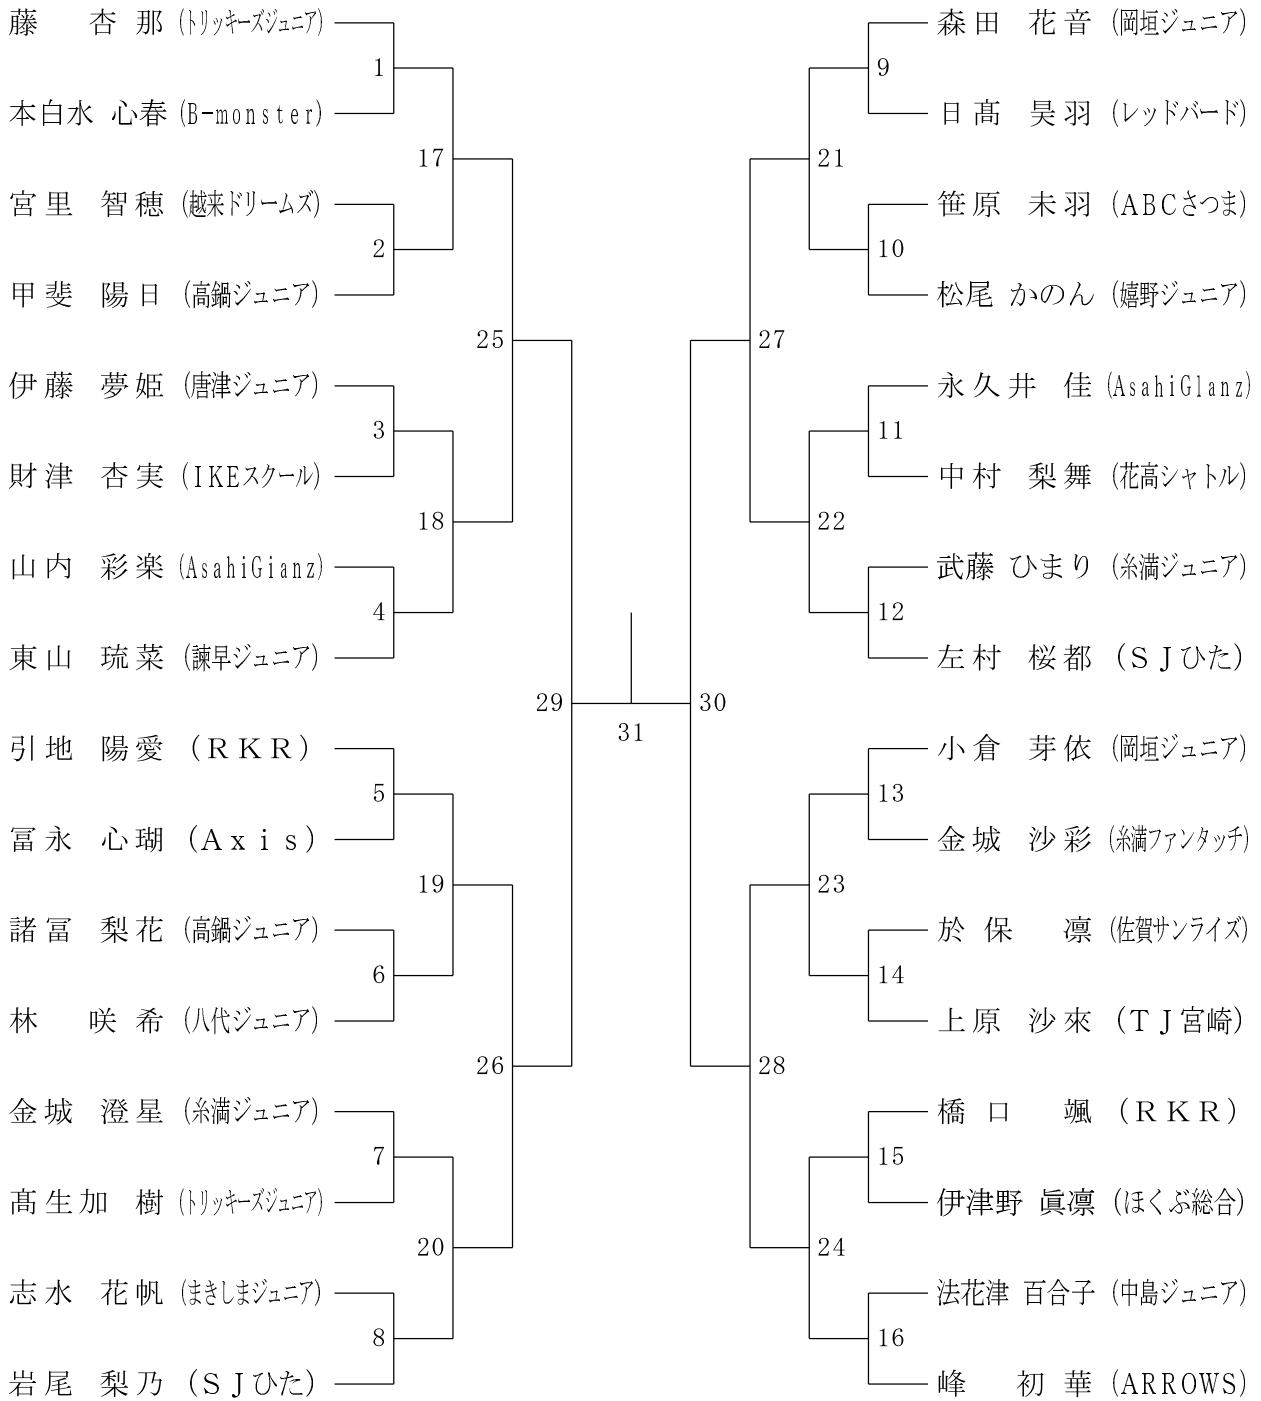 藤 杏那 (トリッキーズジュニア)
1
本白水 心春 (B-monster)
17
宮里 智穂 (越来ドリームズ)
2
甲斐 陽日 (高鍋ジュニア)
25
伊藤 夢姫 (唐津ジュニア)
3
財津 杏実 (IKEスクール)
18
山内 彩楽 (AsahiGianz)
4
東山 琉菜 (諫早ジュニア)
29
引地 陽愛 (RKR)
5
冨永 心瑚 (Axis)
19
諸冨 梨花 (高鍋ジュニア)
6
林 咲希 (八代ジュニア)
26
金城 澄星 (糸満ジュニア)
7
髙生加 樹 (トリッキーズジュニア)
20
志水 花帆 (まきしまジュニア)
8
岩尾 梨乃 (SJひた)
31
森田 花音 (岡垣ジュニア)
9
日髙 昊羽 (レッドバード)
21
笹原 未羽 (ABCさつま)
10
松尾 かのん (嬉野ジュニア)
27
永久井 佳 (AsahiGlanz)
11
中村 梨舞 (花高シャトル)
22
武藤 ひまり (糸満ジュニア)
12
左村 桜都 (SJひた)
30
小倉 芽依 (岡垣ジュニア)
13
金城 沙彩 (糸満ファンタッチ)
23
於保 凛 (佐賀サンライズ)
14
上原 沙來 (TJ宮崎)
28
橋口 颯 (RKR)
15
伊津野 眞凛 (ほくぶ総合)
24
法花津 百合子 (中島ジュニア)
16
峰 初華 (ARROWS)